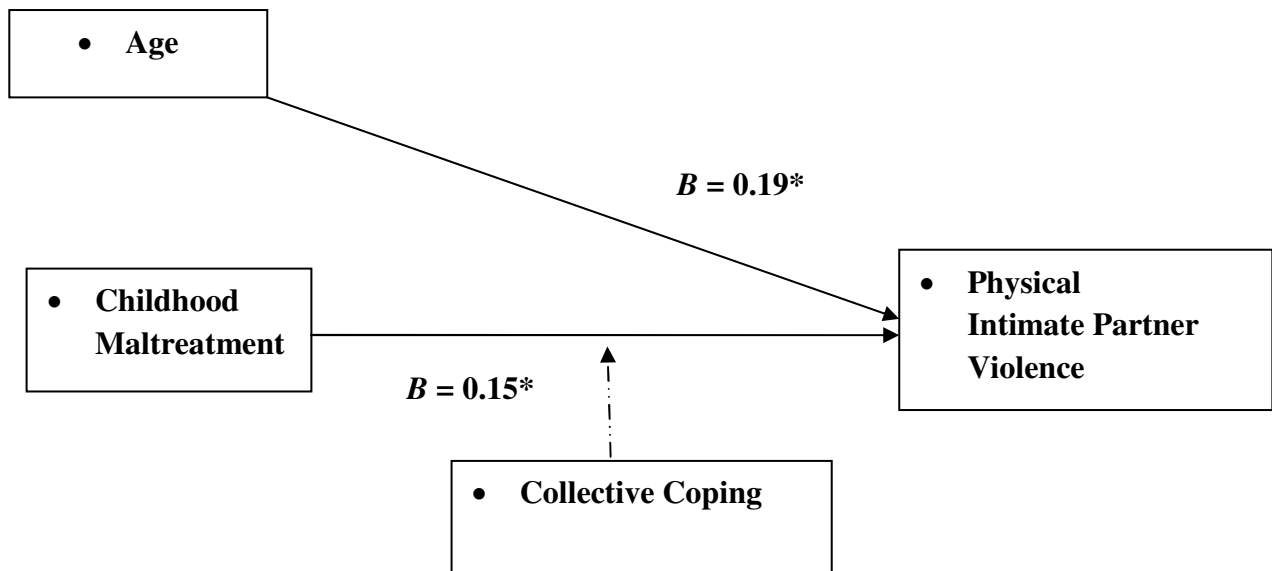 • Age
B = 0.19*
• Childhood
Maltreatment
• Physical
Intimate Partner
Violence
B = 0.15*
• Collective Coping